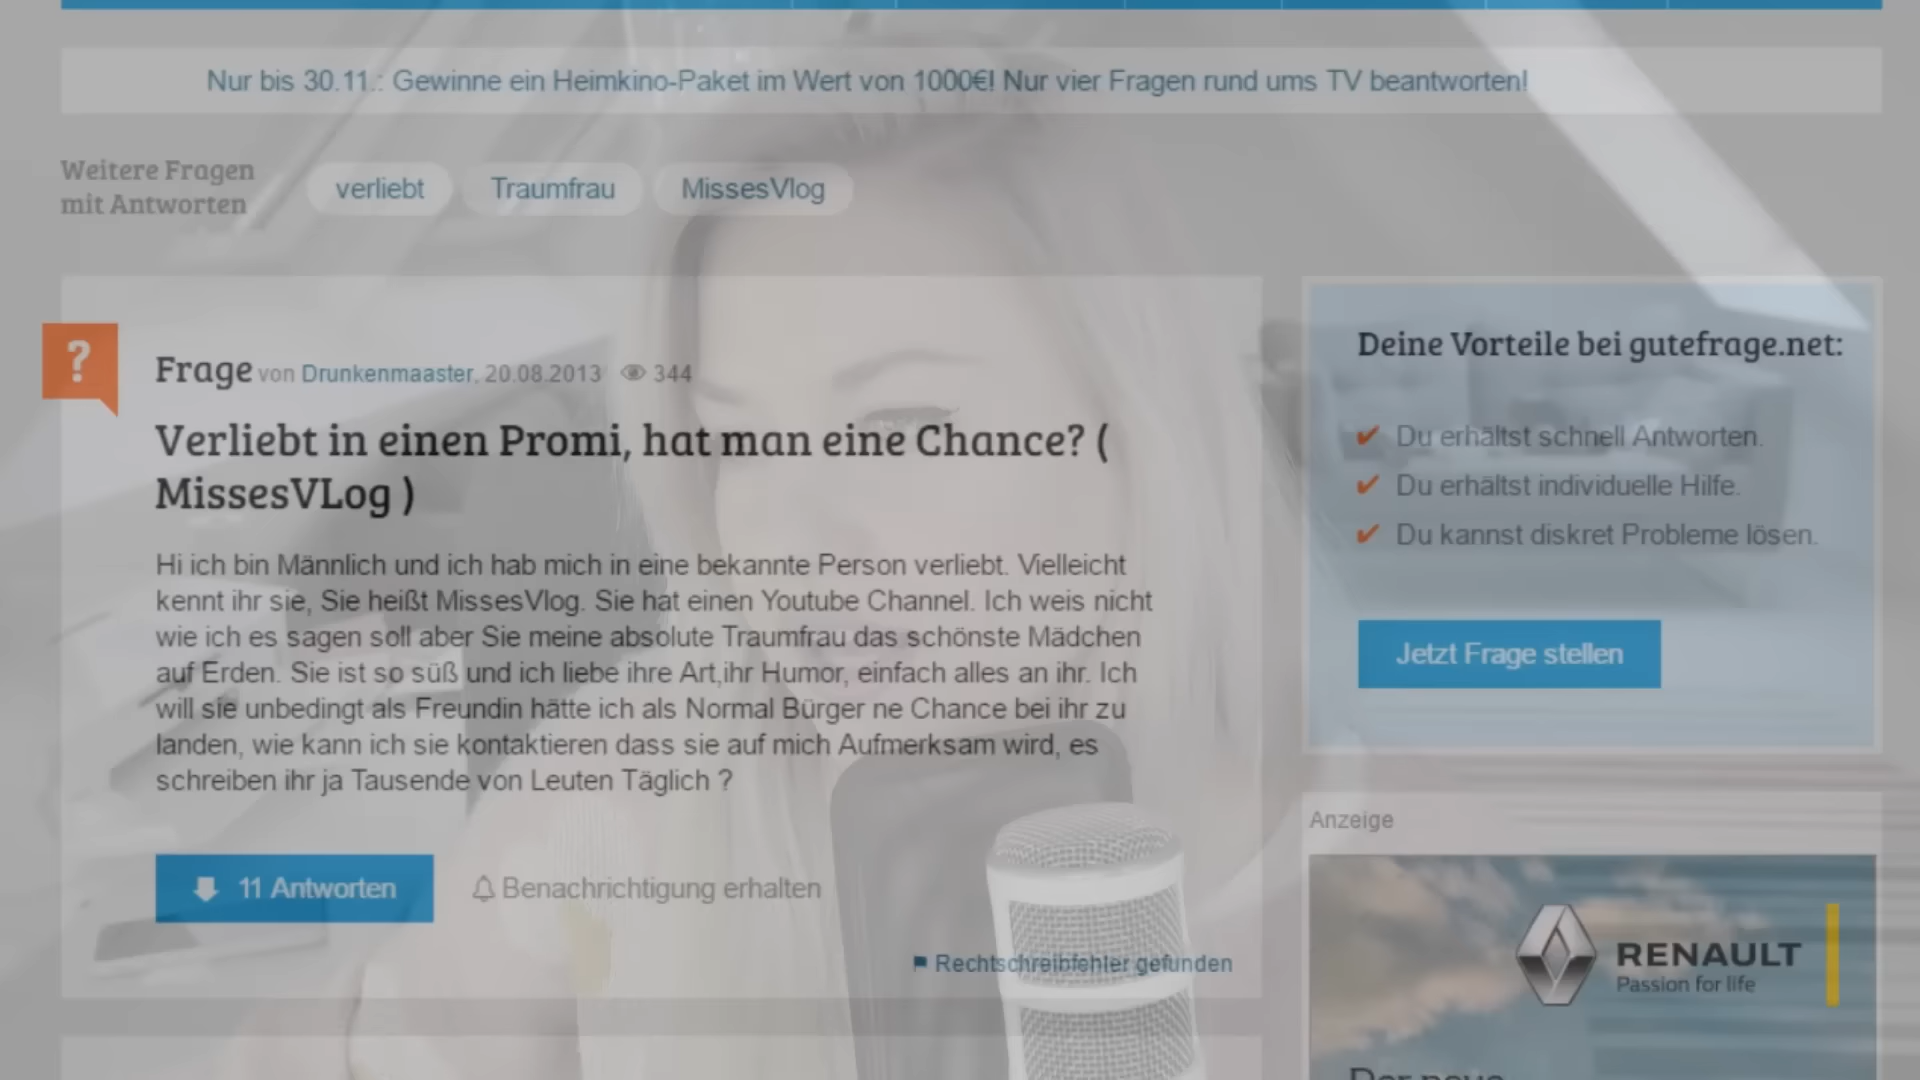 Nur bis 30.11.: Gewinne ein Heimkino-Paket im Wert von 1000€! Nur vier Fragen rund ums TV beantworten!
Weitere Fragen
mit Antworten
verliebt
Traumfrau
MissesVlog
?
Frage von Drunkenmaaster, 20.08.2013 344
Verliebt in einen Promi, hat man eine Chance? (
MissesVLog )
Hi ich bin Männlich und ich hab mich in eine bekannte Person verliebt. Vielleicht
kennt ihr sie, Sie heißt MissesVlog. Sie hat einen Youtube Channel. Ich weis nicht
wie ich es sagen soll aber Sie meine absolute Traumfrau das schönste Mädchen
auf Erden. Sie ist so süß und ich liebe ihre Art,ihr Humor, einfach alles an ihr. Ich
will sie unbedingt als Freundin hätte ich als Normal Bürger ne Chance bei ihr zu
landen, wie kann ich sie kontaktieren dass sie auf mich Aufmerksam wird, es
schreiben ihr ja Tausende von Leuten Täglich ?
11 Antworten
Benachrichtigung erhalten
Rechtschreibfehler gefunden
Deine Vorteile bei gutefrage.net:
✔ Du erhältst schnell Antworten.
✔ Du erhältst individuelle Hilfe.
✔ Du kannst diskret Probleme lösen.
Jetzt Frage stellen
Anzeige
RENAULT
Passion for life
Der neue